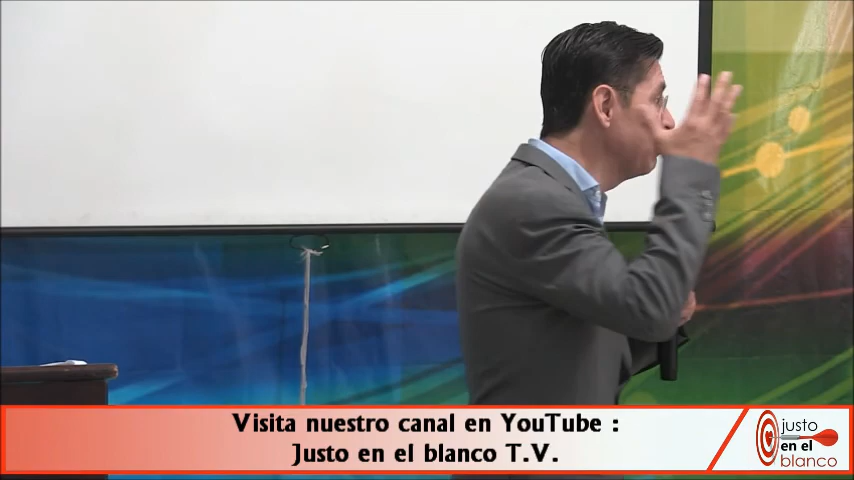 Visita nuestro canal en YouTube :
Justo en el blanco T.V.
justo
en el
blanco